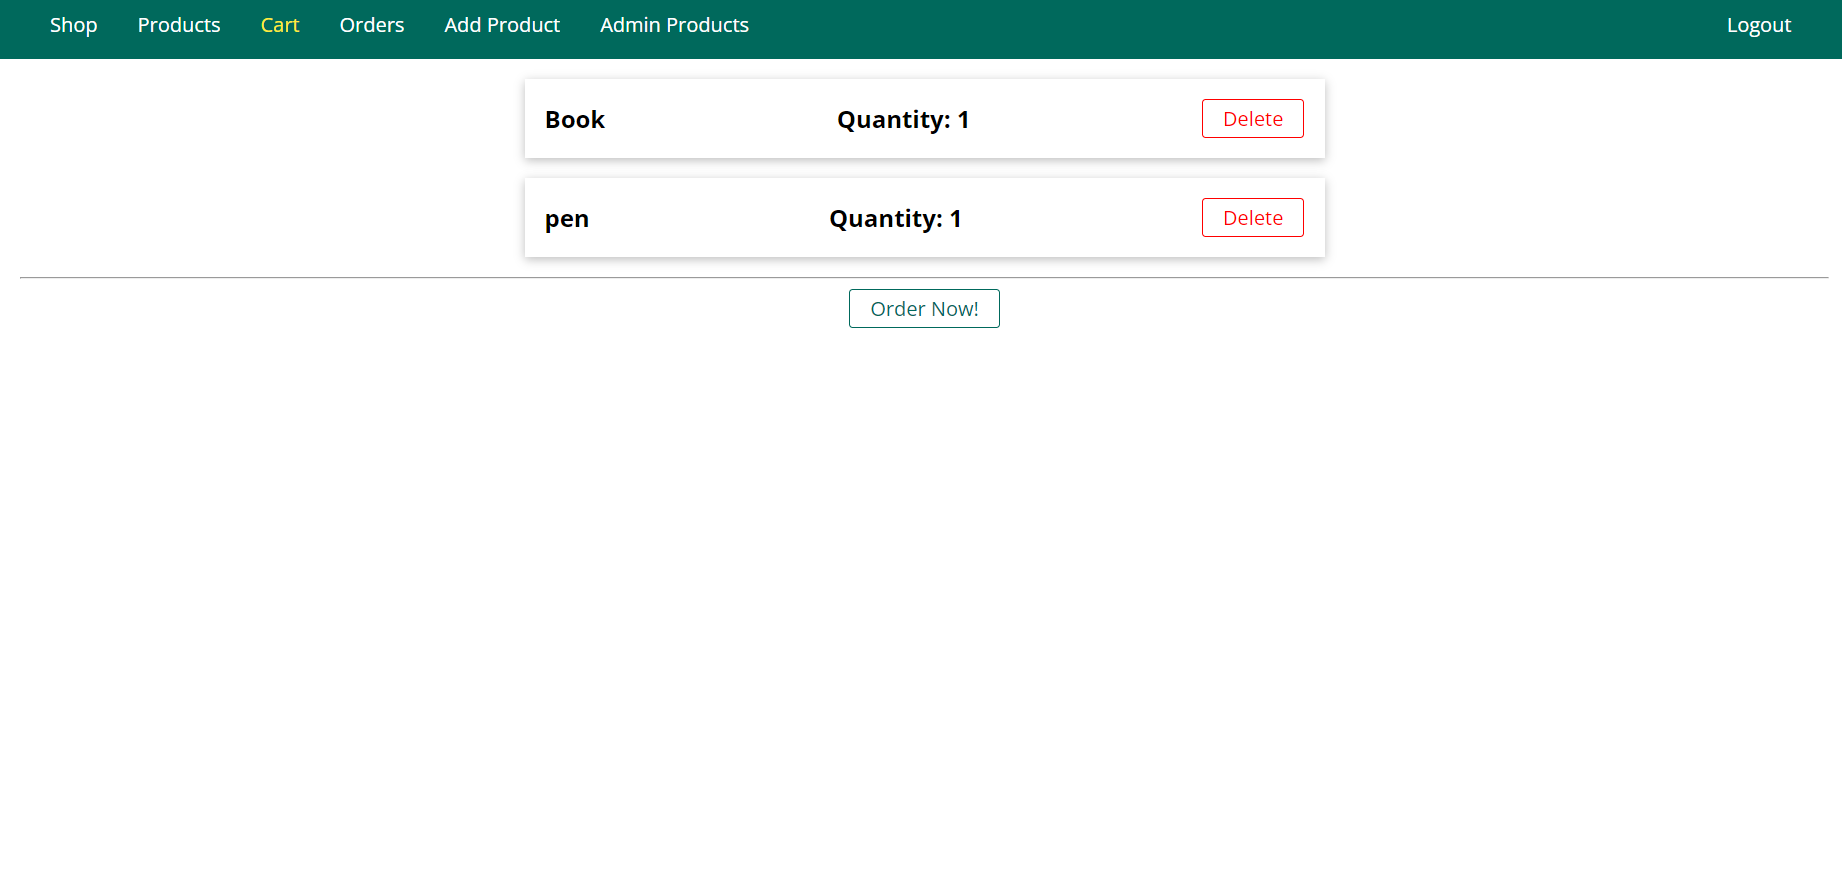 Shop Products Cart Orders Add Product Admin Products Logout
Book Quantity: 1 Delete
pen Quantity: 1 Delete
Order Now!